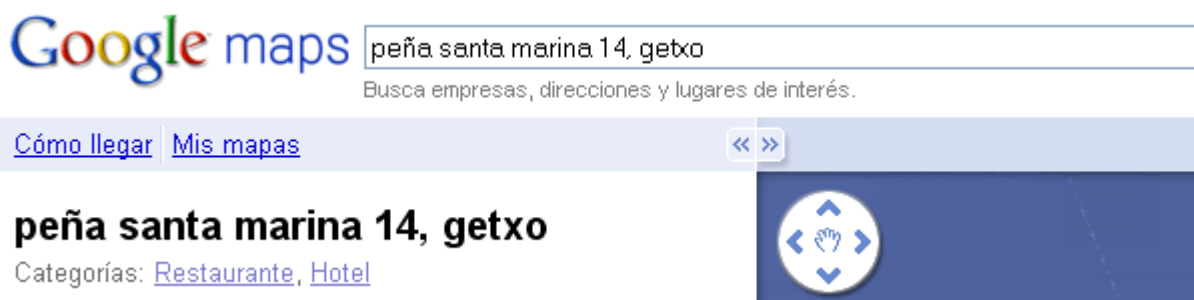 Google maps peña santa marina 14, getxo
Busca empresas, direcciones y lugares de interés.
Cómo llegar Mis mapas « »
peña santa marina 14, getxo
Categorías: Restaurante, Hotel